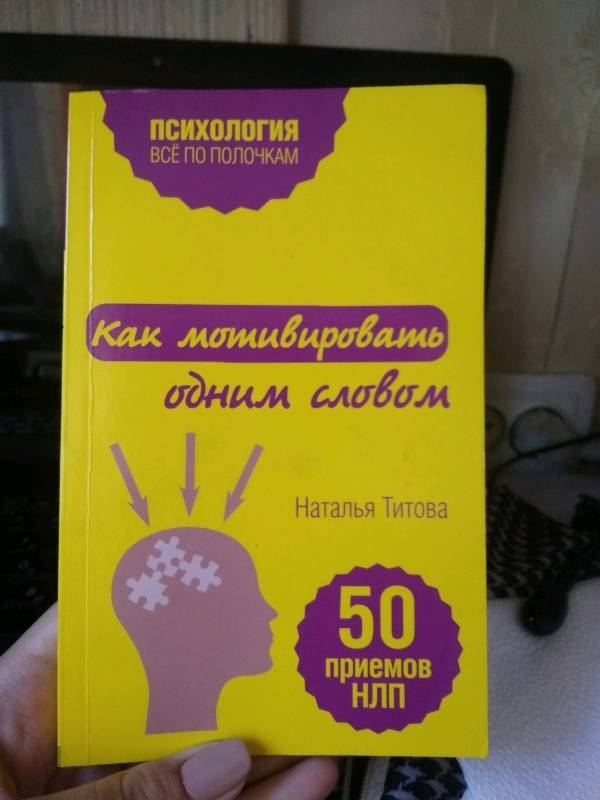 ПСИХОЛОГИЯ
ВСЁ ПО ПОЛОЧКАМ
Как мотивировать
одним словом
Наталья Титова
50
приемов
НЛП